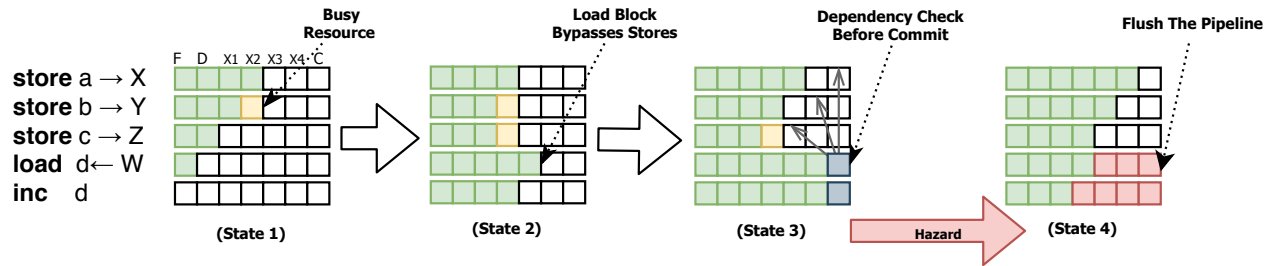 Busy
Resource
Load Block
Bypasses Stores
Dependency Check
Before Commit
Flush The Pipeline
F D X1 X2 X3 X4 C
store a → X
store b → Y
store c → Z
load d← W
inc d
(State 1)
(State 2)
(State 3)
Hazard
(State 4)